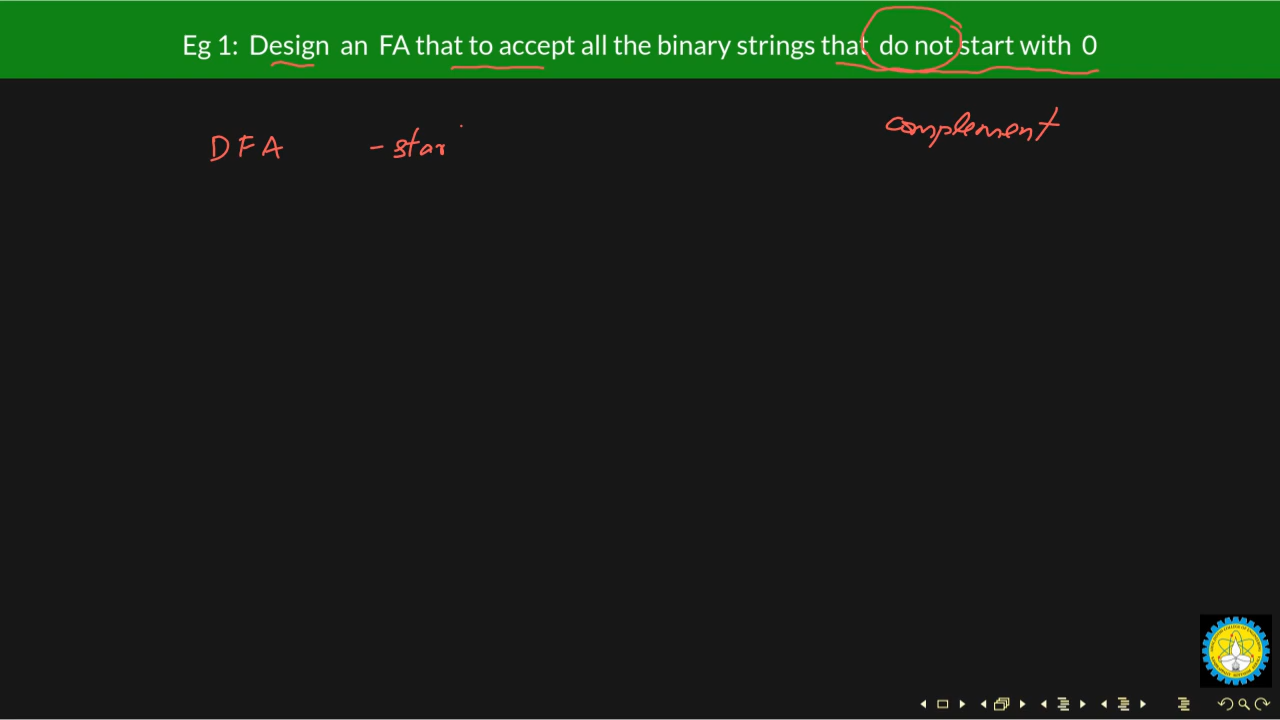 Eg 1: Design an FA that to accept all the binary strings that do not start with 0
complement
DFA - star